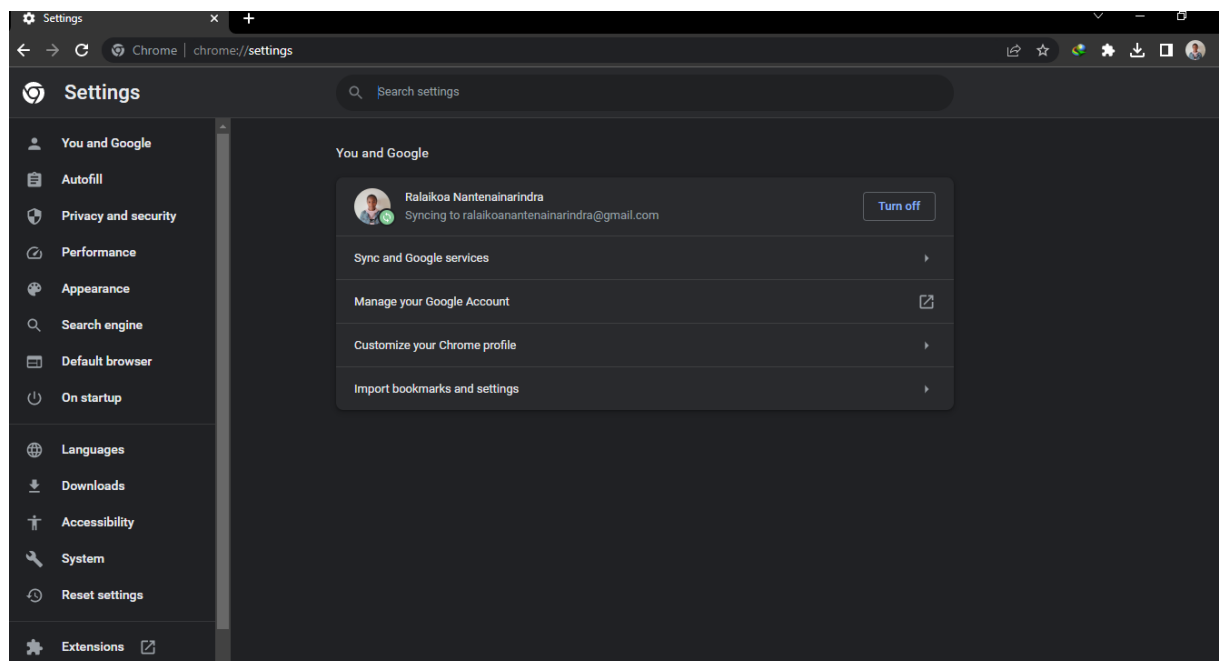 Settings
Chrome | chrome://settings
Settings
Search settings
You and Google
Autofill
Privacy and security
Performance
Appearance
Search engine
Default browser
On startup
Languages
Downloads
Accessibility
System
Reset settings
Extensions
You and Google
Ralaikoa Nantenainarindra
Syncing to ralaikoanantenainarindra@gmail.com
Turn off
Sync and Google services
Manage your Google Account
Customize your Chrome profile
Import bookmarks and settings